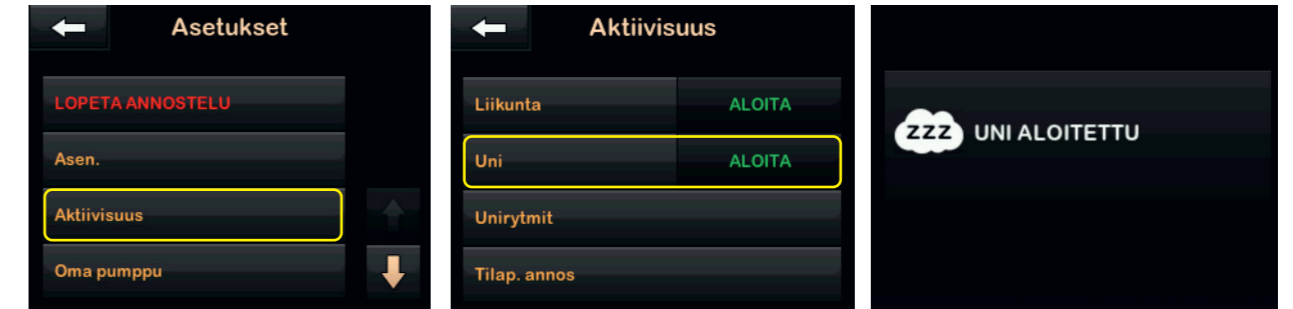 Asetukset
LOPETA ANNOSTELU
Asen.
Aktiivisuus
Oma pumppu
Aktiivisuus
Liikunta ALOITA
Uni ALOITA
Unirytmit
Tilap. annos
ZZZ UNI ALOITETTU